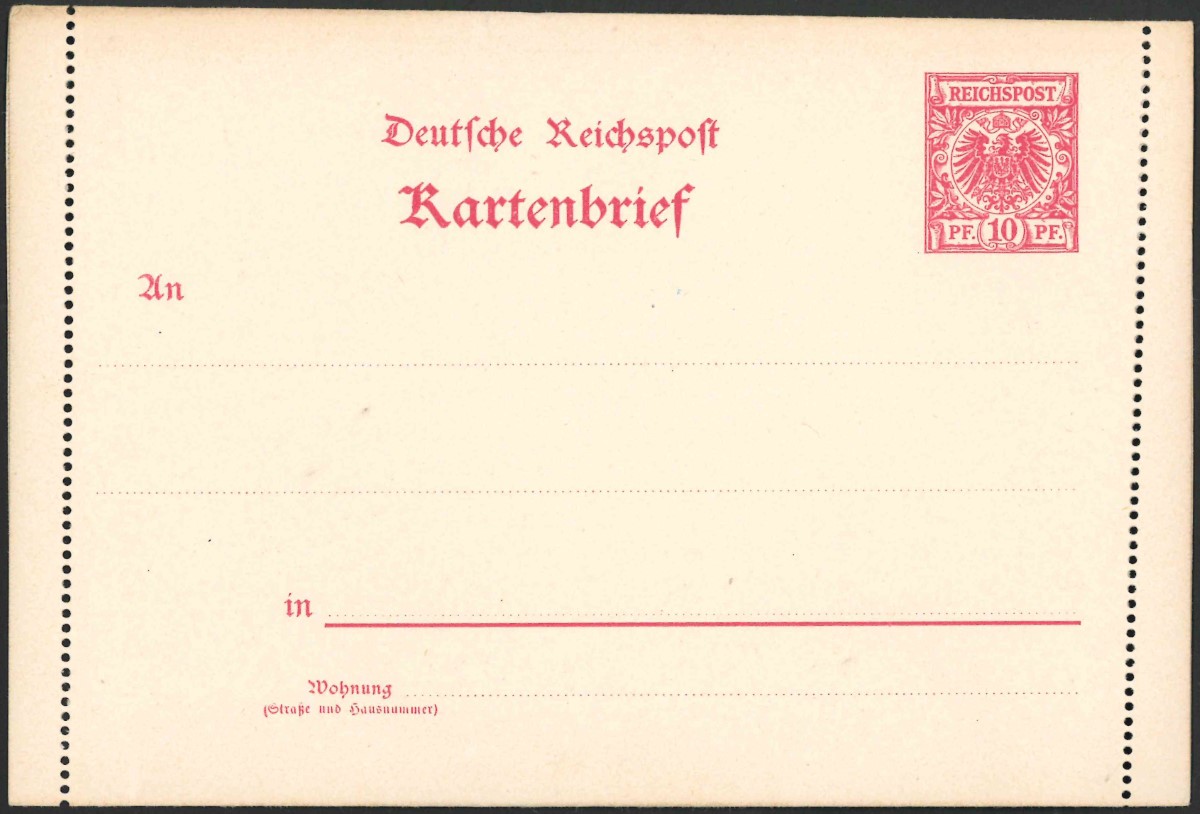 REICHSPOST
Deutſche Reichspoſt
Kartenbrief
PF. 10 PF.
An
in
Wohnung
(Straße und Hausnummer)